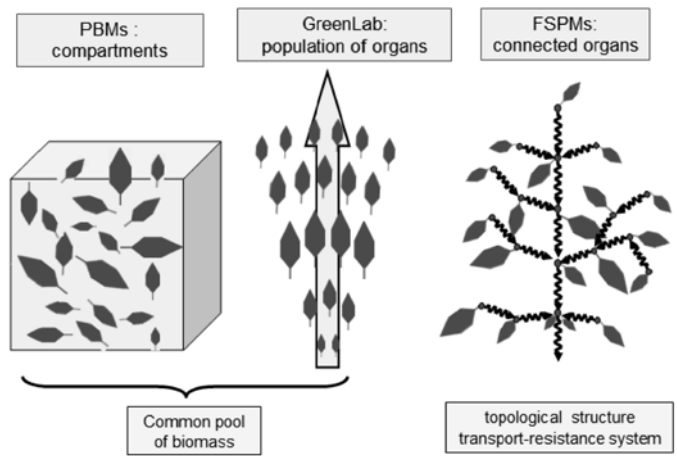 PBMs :
compartments
GreenLab:
population of organs
FSPMs:
connected organs
Common pool
of biomass
topological structure
transport-resistance system